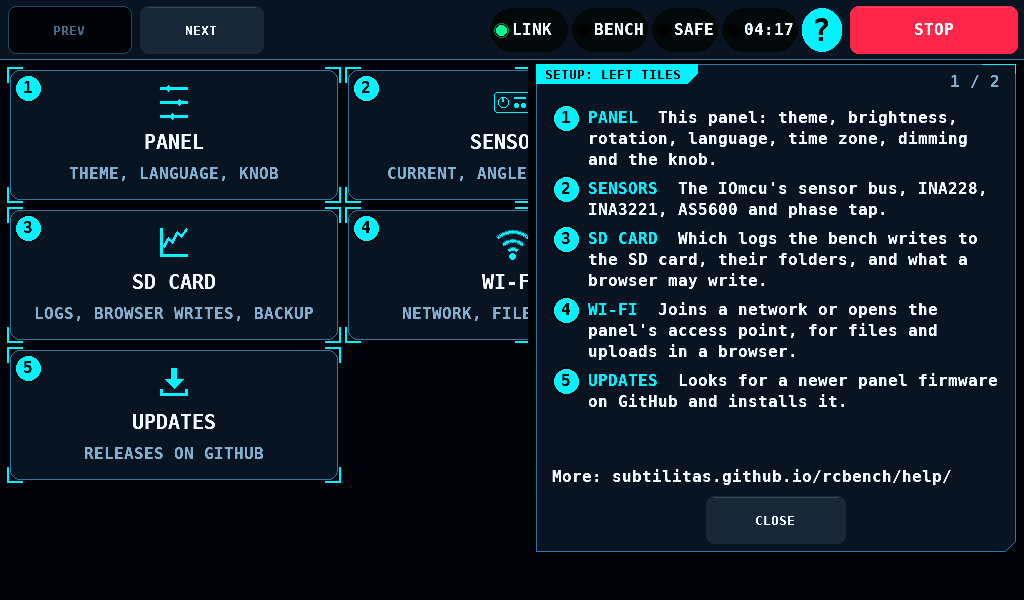 PREV
NEXT
LINK
BENCH
SAFE
04:17
?
STOP
1
PANEL
THEME, LANGUAGE, KNOB
2
SENSO
CURRENT, ANGLE
3
SD CARD
LOGS, BROWSER WRITES, BACKUP
4
WI-F
NETWORK, FILE
5
UPDATES
RELEASES ON GITHUB
SETUP: LEFT TILES
1 / 2
1 PANEL This panel: theme, brightness,
rotation, language, time zone, dimming
and the knob.
2 SENSORS The IOmcu's sensor bus, INA228,
INA3221, AS5600 and phase tap.
3 SD CARD Which logs the bench writes to
the SD card, their folders, and what a
browser may write.
4 WI-FI Joins a network or opens the
panel's access point, for files and
uploads in a browser.
5 UPDATES Looks for a newer panel firmware
on GitHub and installs it.
More: subtilitas.github.io/rcbench/help/
CLOSE